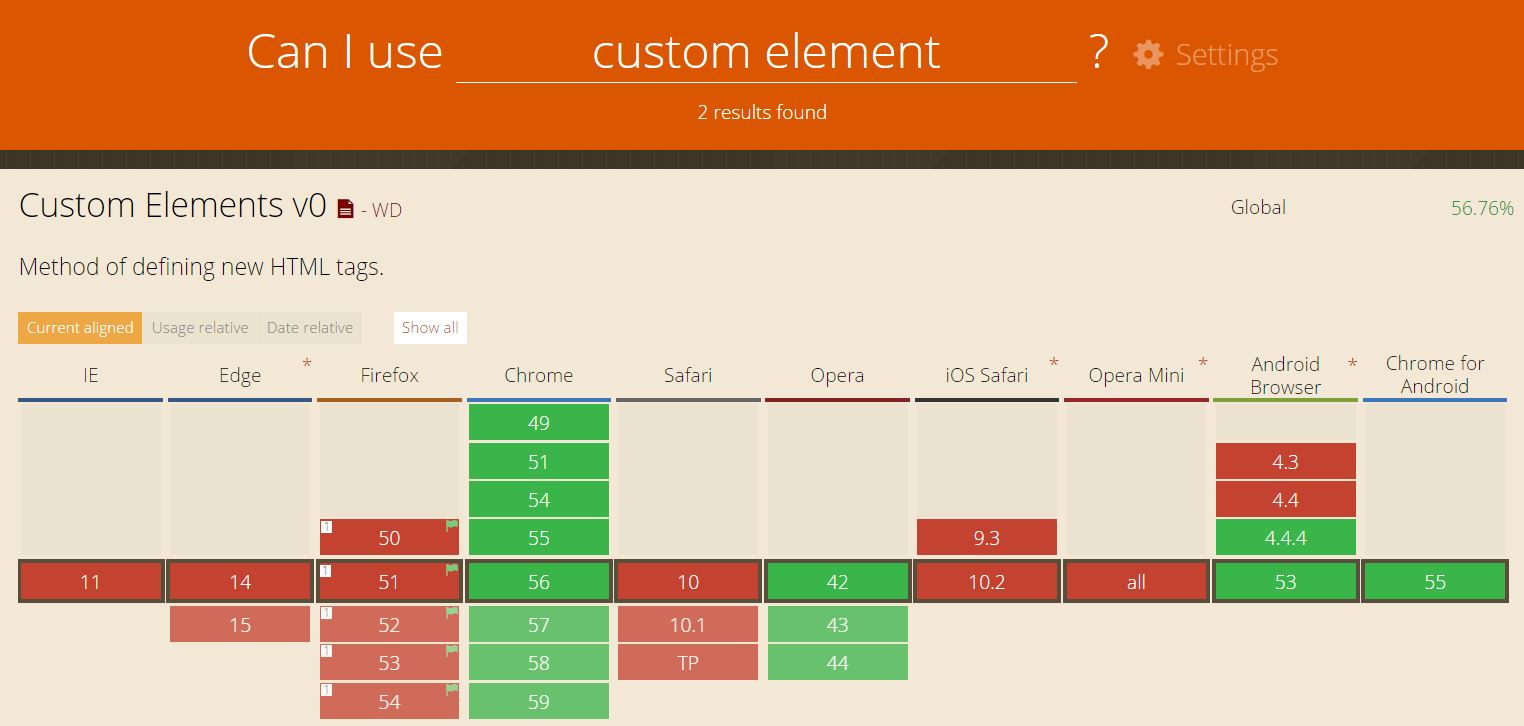 Can I use custom element ? Settings
2 results found
Custom Elements v0 - WD Global 56.76%
Method of defining new HTML tags.
Current aligned Usage relative Date relative Show all
IE Edge * Firefox Chrome Safari Opera iOS Safari * Opera Mini * Android Browser * Chrome for Android
49
51 4.3
54 4.4
1 50 55 9.3 4.4.4
11 14 1 51 56 10 42 10.2 all 53 55
15 1 52 57 10.1 43
1 53 58 TP 44
1 54 59